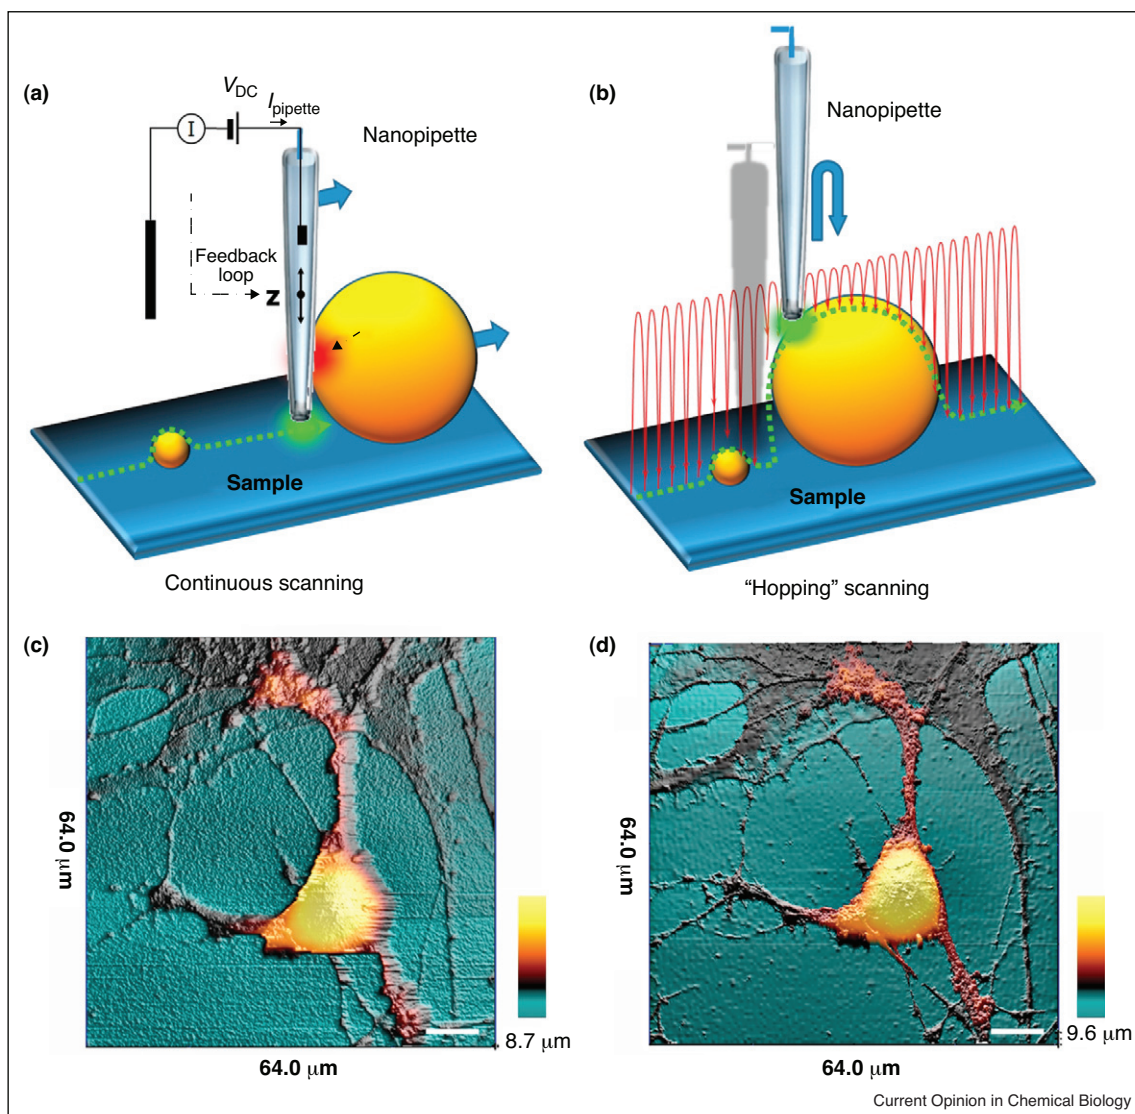 (a)
V_DC
I_pipette
I
Nanopipette
Feedback
loop
z
Sample
Continuous scanning
(b)
Nanopipette
Sample
“Hopping” scanning
(c)
64.0 μm
8.7 μm
64.0 μm
(d)
64.0 μm
9.6 μm
64.0 μm
Current Opinion in Chemical Biology